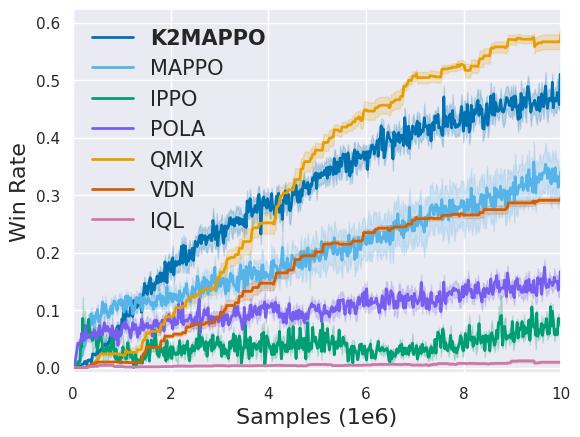 0.6
0.5
0.4
0.3
0.2
0.1
0.0
Win Rate
K2MAPPO
MAPPO
IPPO
POLA
QMIX
VDN
IQL
0 2 4 6 8 10
Samples (1e6)